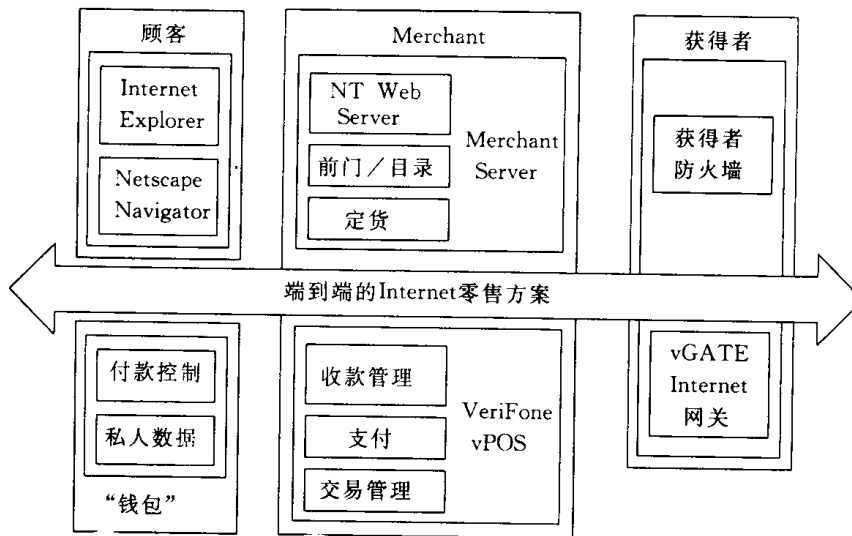 顾客
Internet
Explorer
Netscape
Navigator
Merchant
NT Web
Server
前门／目录
定货
Merchant
Server
获得者
获得者
防火墙
端到端的Internet零售方案
付款控制
私人数据
“钱包”
收款管理
支付
交易管理
VeriFone
vPOS
vGATE
Internet
网关